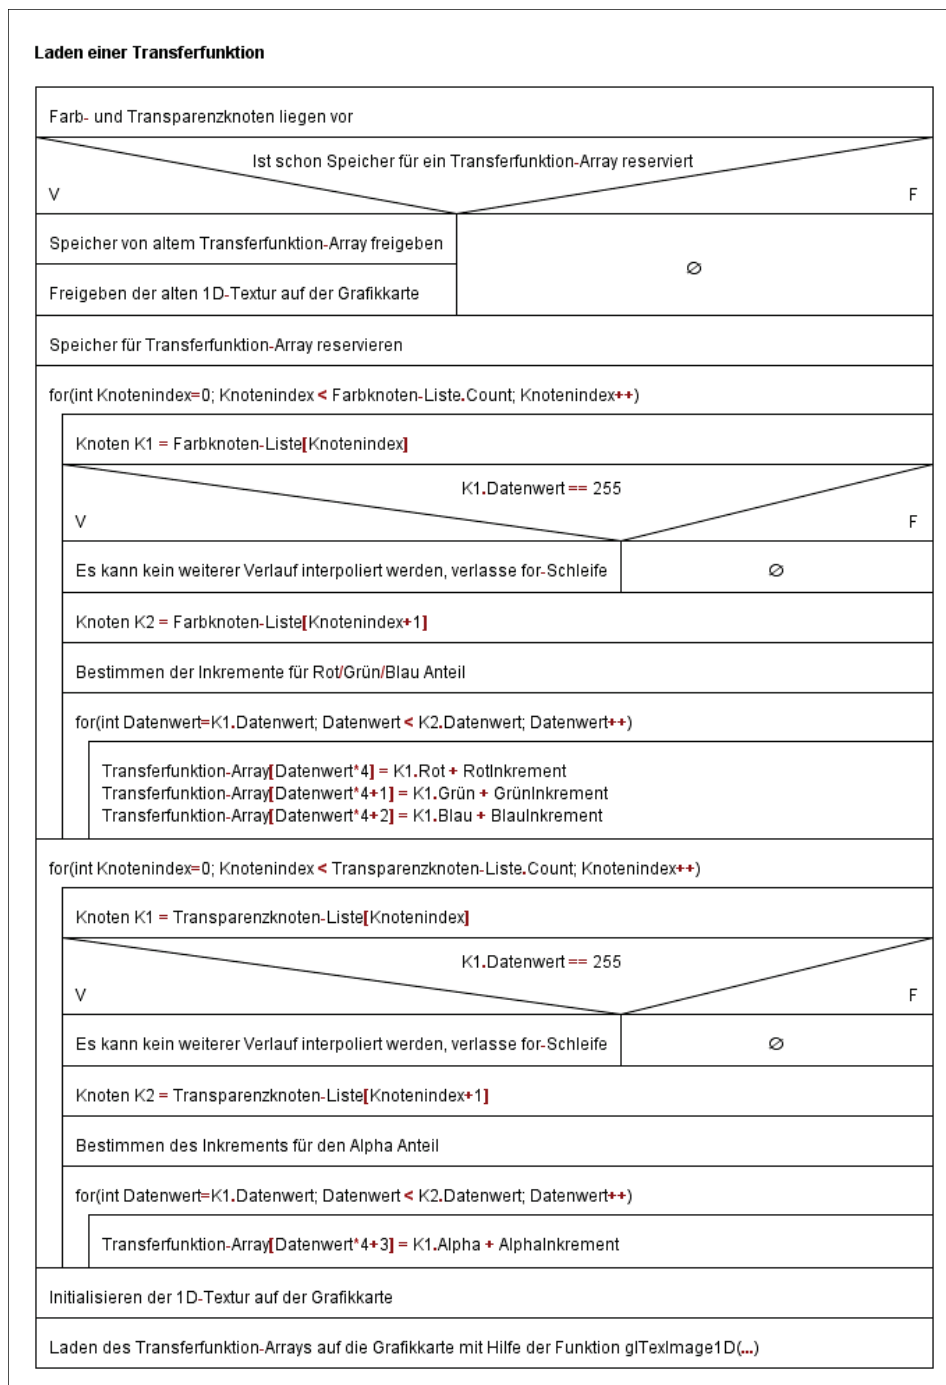 Laden einer Transferfunktion
Farb- und Transparenzknoten liegen vor
Ist schon Speicher für ein Transferfunktion-Array reserviert
V
F
Speicher von altem Transferfunktion-Array freigeben
∅
Freigeben der alten 1D-Textur auf der Grafikkarte
Speicher für Transferfunktion-Array reservieren
for(int Knotenindex=0; Knotenindex < Farbknoten-Liste.Count; Knotenindex++)
Knoten K1 = Farbknoten-Liste[Knotenindex]
K1.Datenwert == 255
V
F
Es kann kein weiterer Verlauf interpoliert werden, verlasse for-Schleife
∅
Knoten K2 = Farbknoten-Liste[Knotenindex+1]
Bestimmen der Inkremente für Rot/Grün/Blau Anteil
for(int Datenwert=K1.Datenwert; Datenwert < K2.Datenwert; Datenwert++)
Transferfunktion-Array[Datenwert*4] = K1.Rot + RotInkrement
Transferfunktion-Array[Datenwert*4+1] = K1.Grün + GrünInkrement
Transferfunktion-Array[Datenwert*4+2] = K1.Blau + BlauInkrement
for(int Knotenindex=0; Knotenindex < Transparenzknoten-Liste.Count; Knotenindex++)
Knoten K1 = Transparenzknoten-Liste[Knotenindex]
K1.Datenwert == 255
V
F
Es kann kein weiterer Verlauf interpoliert werden, verlasse for-Schleife
∅
Knoten K2 = Transparenzknoten-Liste[Knotenindex+1]
Bestimmen des Inkrements für den Alpha Anteil
for(int Datenwert=K1.Datenwert; Datenwert < K2.Datenwert; Datenwert++)
Transferfunktion-Array[Datenwert*4+3] = K1.Alpha + AlphaInkrement
Initialisieren der 1D-Textur auf der Grafikkarte
Laden des Transferfunktion-Arrays auf die Grafikkarte mit Hilfe der Funktion glTexImage1D(...)